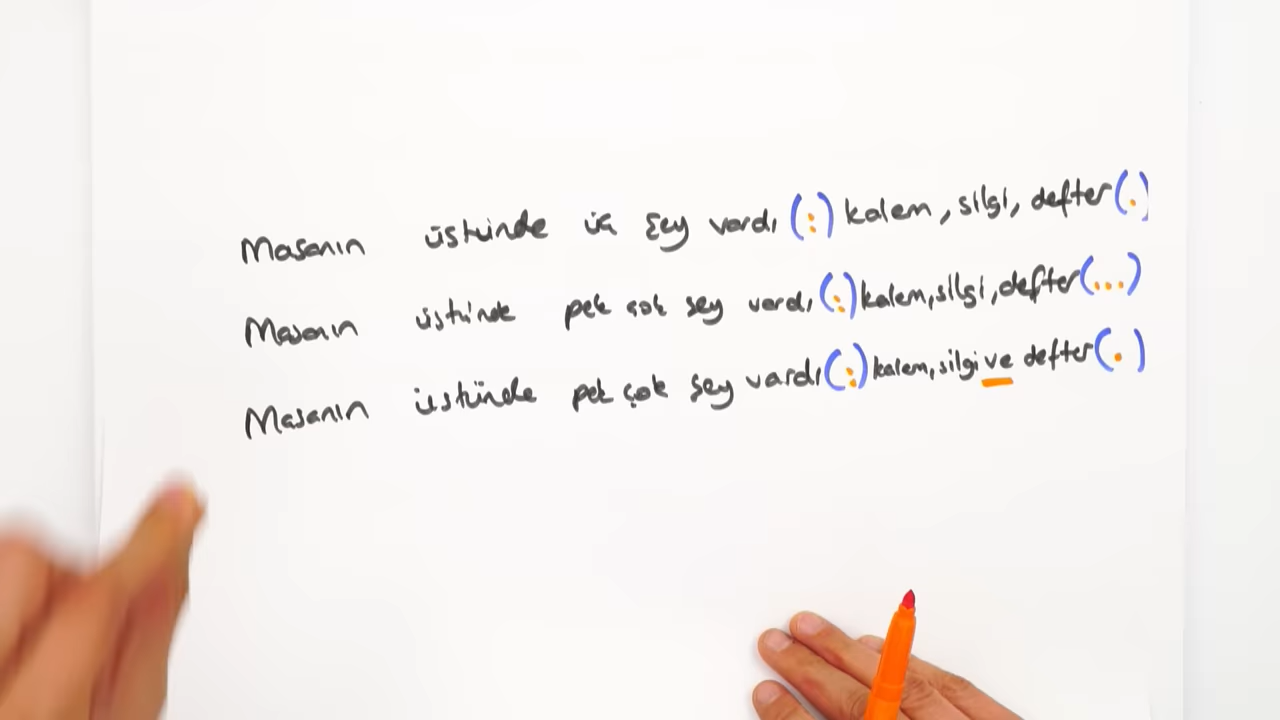 Masanın üstünde üç şey vardı (:) kalem, silgi, defter (.)
Masanın üstünde pek çok şey vardı (:) kalem, silgi, defter (...)
Masanın üstünde pek çok şey vardı (:) kalem, silgi ve defter (.)